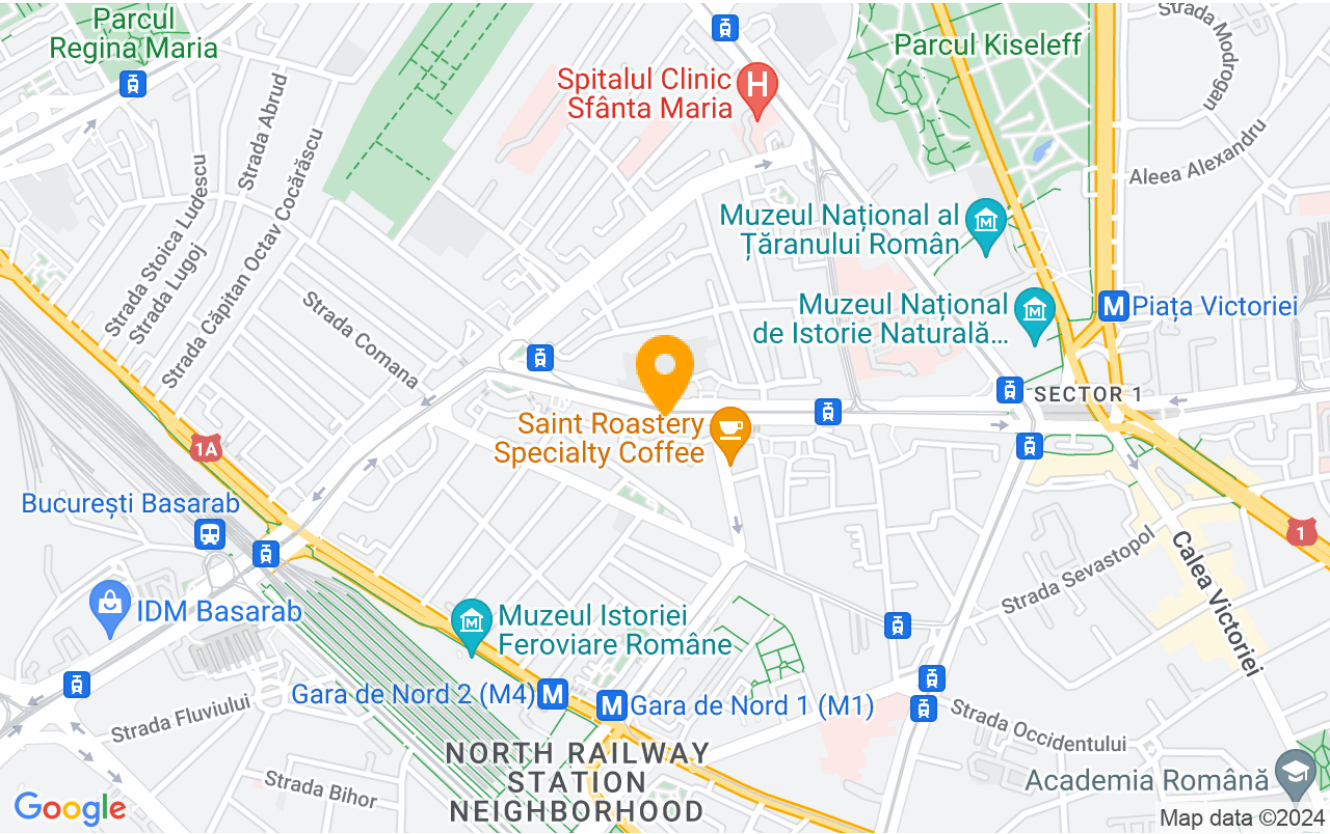 Parcul
Regina Maria
Strada Modrogan
Parcul Kiseleff
Spitalul Clinic
Sfânta Maria
H
Strada Abrud
Aleea Alexandru
Strada Căpitan Octav Cocărăscu
Strada Stoica Ludescu
Muzeul Național al
Țăranului Român
M
Strada Lugoj
Strada Comana
Muzeul Național
de Istorie Naturală...
M
M
Piața Victoriei
SECTOR 1
Saint Roastery
Specialty Coffee
1A
București Basarab
1
Strada Sevastopol
Calea Victoriei
IDM Basarab
Muzeul Istoriei
Feroviare Române
M
Gara de Nord 2 (M4)
M
M
Gara de Nord 1 (M1)
Strada Fluviului
Strada Occidentului
NORTH RAILWAY
STATION
NEIGHBORHOOD
Strada Bihor
Academia Română
Google
Map data ©2024